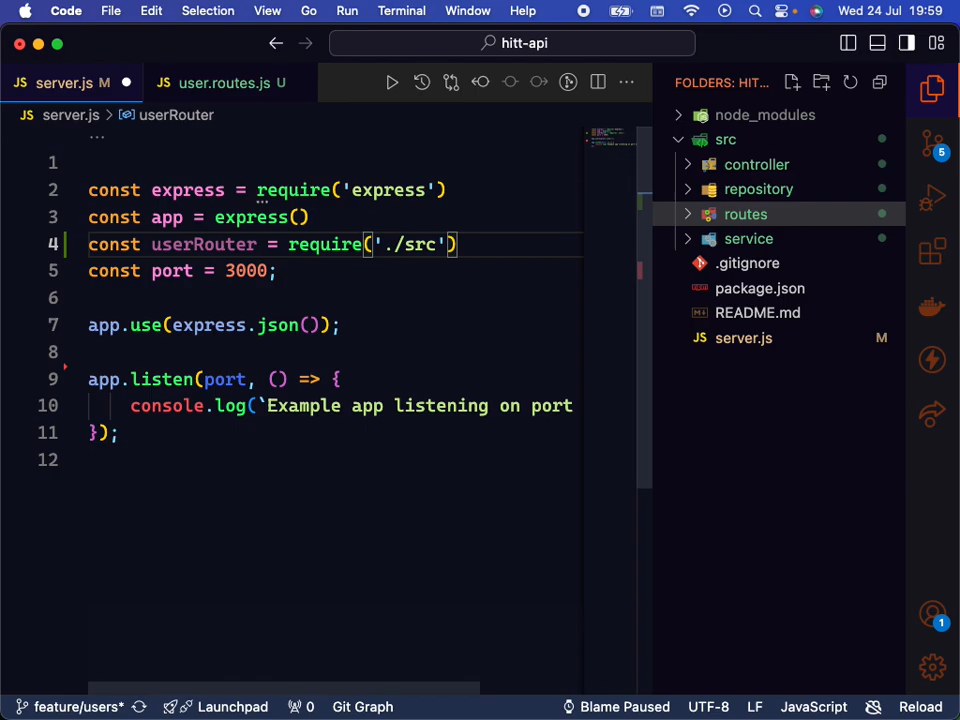 Code File Edit Selection View Go Run Terminal Window Help Wed 24 Jul 19:59
hitt-api
JS server.js M
JS user.routes.js U
FOLDERS: HIT...
server.js > userRouter
...
1
2 const express = require('express')
3 const app = express()
4 const userRouter = require('./src')
5 const port = 3000;
6
7 app.use(express.json());
8
9 app.listen(port, () => {
10 console.log(`Example app listening on port
11 });
12
node_modules
src
controller
repository
routes
service
.gitignore
package.json
README.md
JS server.js M
5
1
feature/users* Launchpad 0 Git Graph Blame Paused UTF-8 LF JavaScript Reload